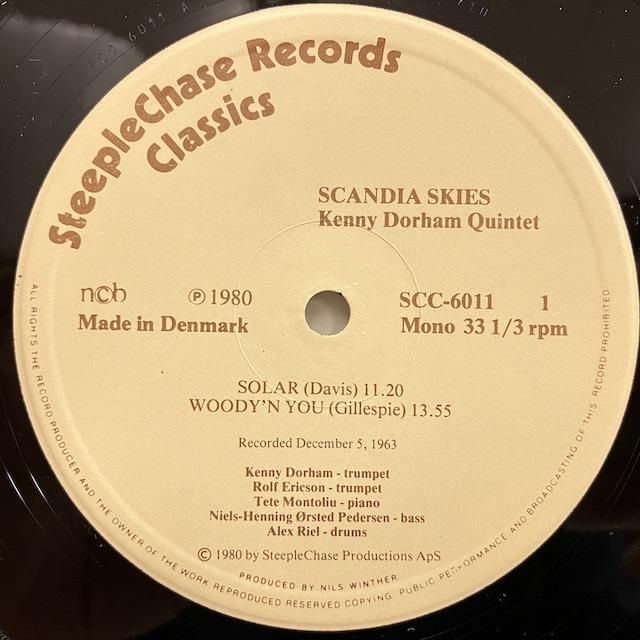 SteepleChase Records
Classics
SCANDIA SKIES
Kenny Dorham Quintet
ncb ℗ 1980 SCC-6011 1
Made in Denmark Mono 33 1/3 rpm
SOLAR (Davis) 11.20
WOODY'N YOU (Gillespie) 13.55
Recorded December 5, 1963
Kenny Dorham - trumpet
Rolf Ericson - trumpet
Tete Montoliu - piano
Niels-Henning Ørsted Pedersen - bass
Alex Riel - drums
© 1980 by SteepleChase Productions ApS
PRODUCED BY NILS WINTHER
ALL RIGHTS THE RECORD PRODUCER AND THE OWNER OF THE WORK REPRODUCED RESERVED COPYING PUBLIC PERFORMANCE AND BROADCASTING OF THIS RECORD PROHIBITED